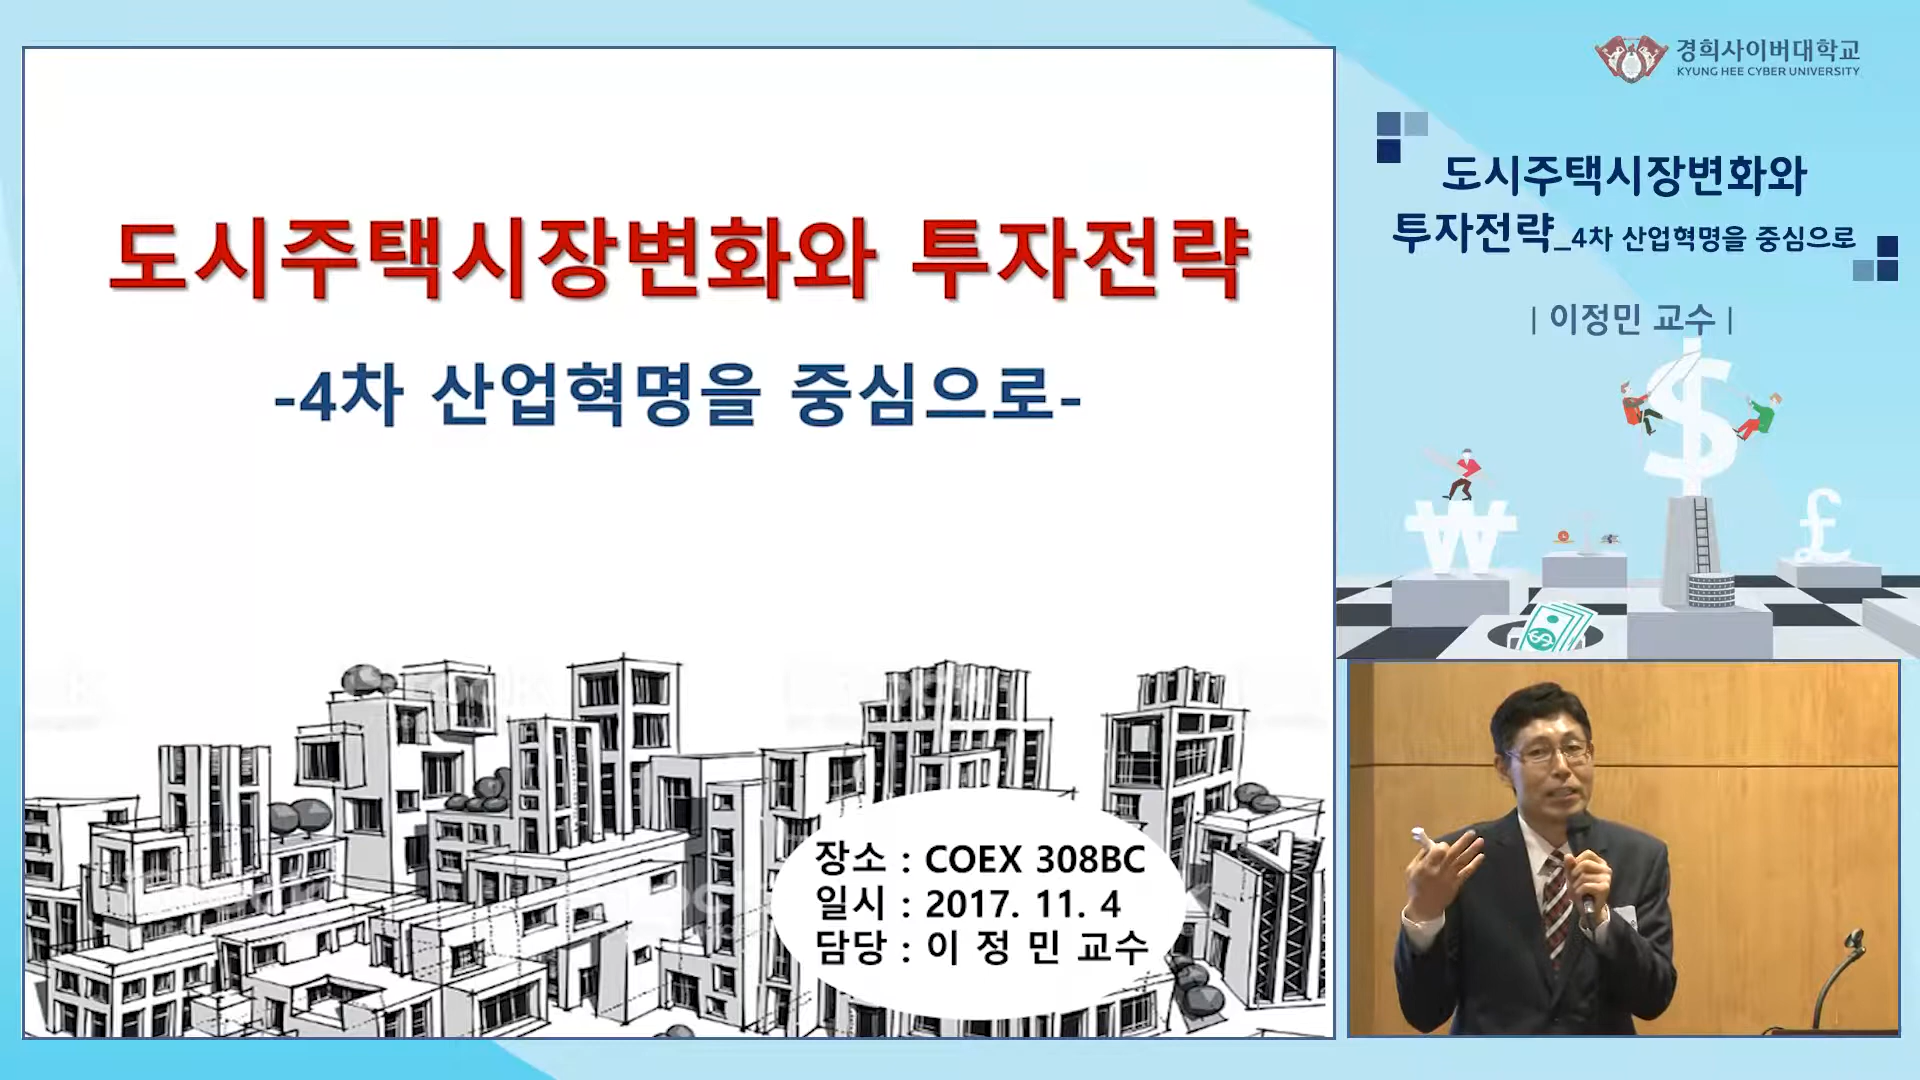 도시주택시장변화와 투자전략
-4차 산업혁명을 중심으로-
장소 : COEX 308BC
일시 : 2017. 11. 4
담당 : 이 정 민 교수
경희사이버대학교
KYUNG HEE CYBER UNIVERSITY
도시주택시장변화와
투자전략_4차 산업혁명을 중심으로
| 이정민 교수 |